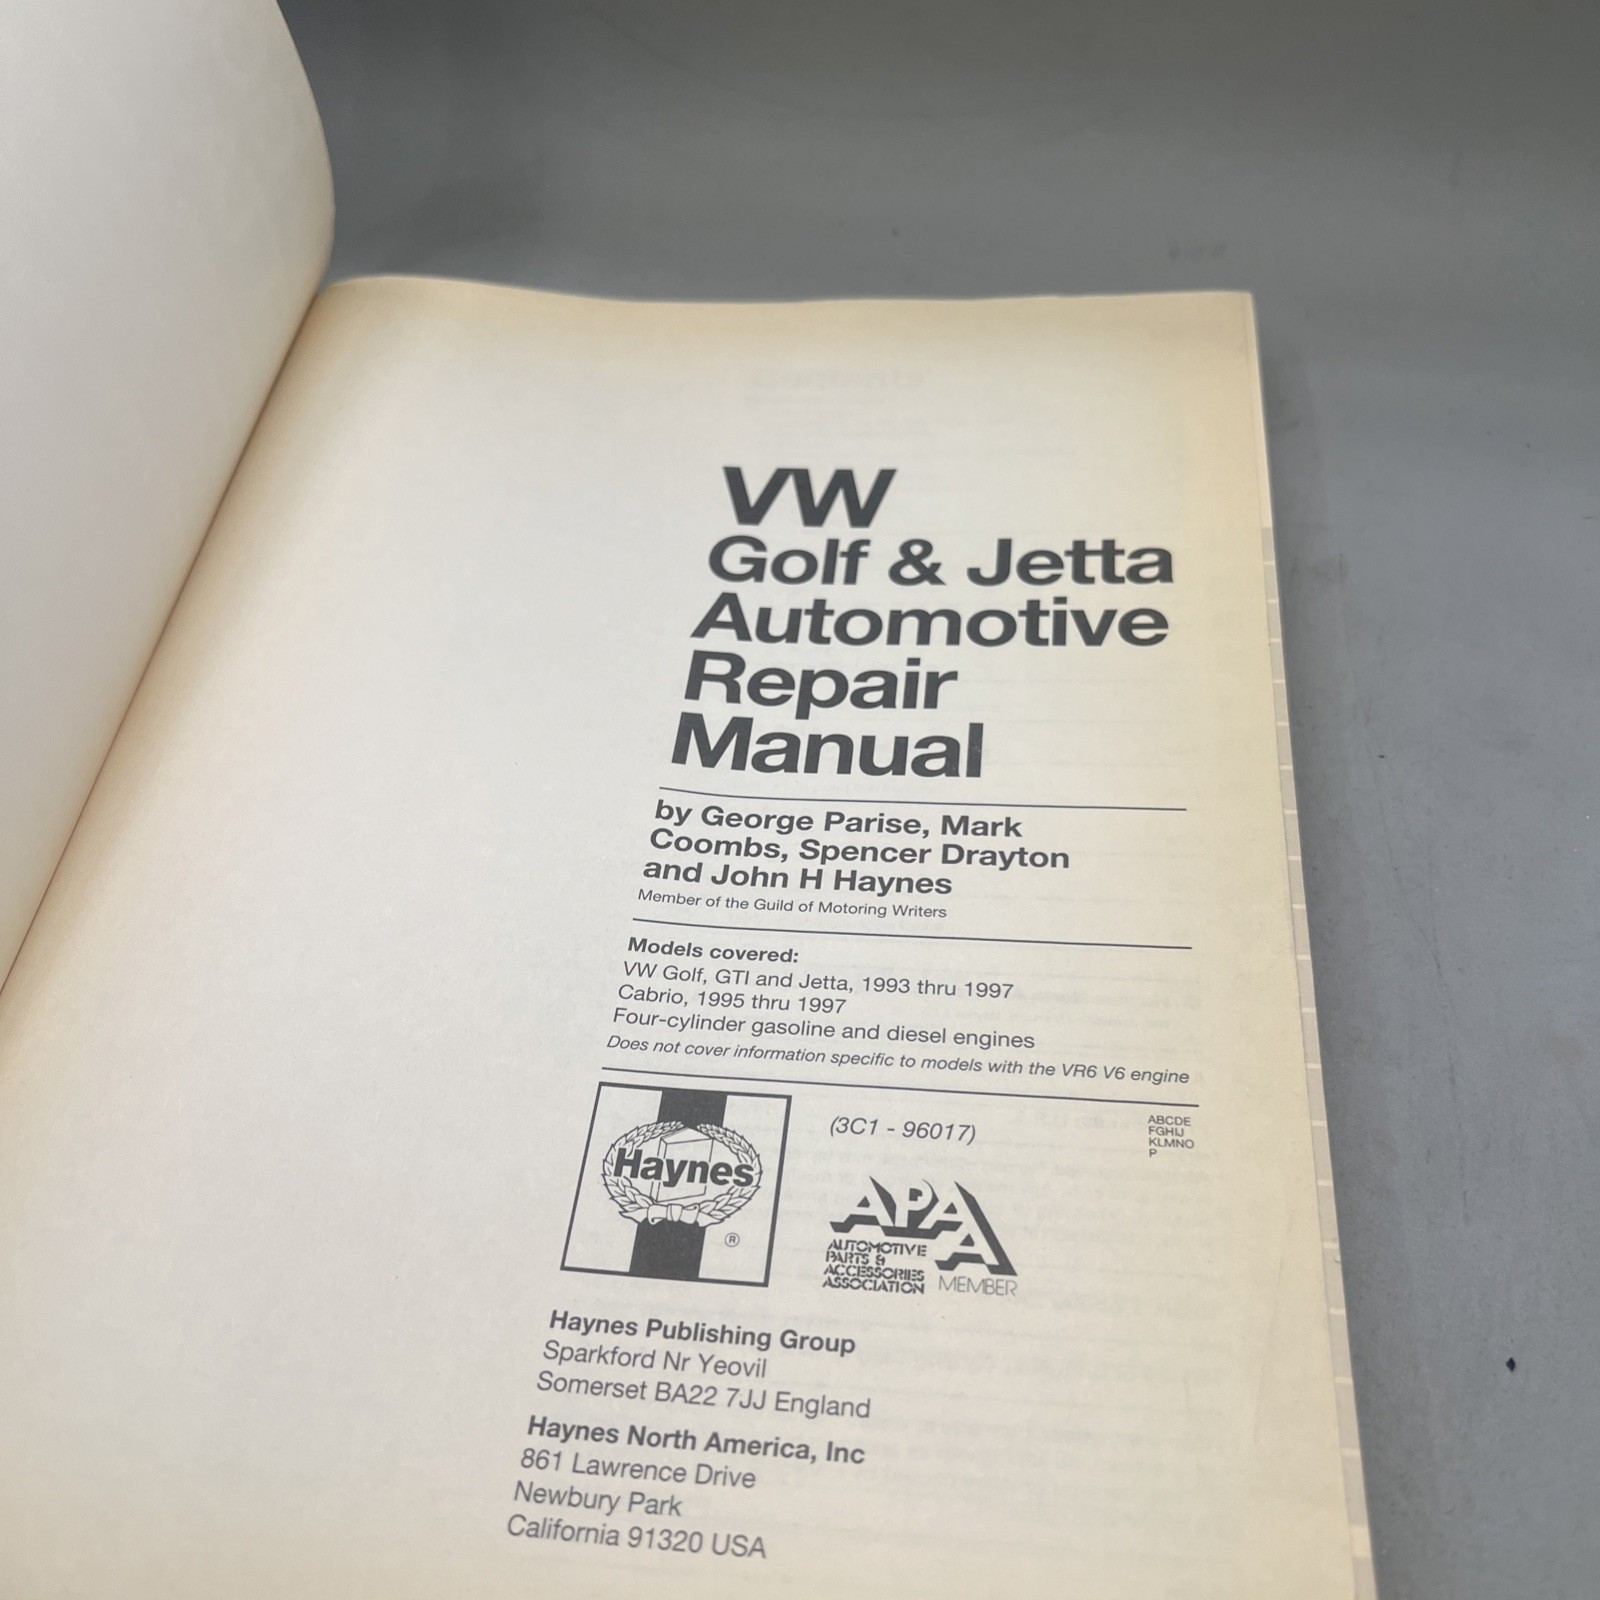 VW
Golf & Jetta
Automotive
Repair
Manual
by George Parise, Mark
Coombs, Spencer Drayton
and John H Haynes
Member of the Guild of Motoring Writers
Models covered:
VW Golf, GTI and Jetta, 1993 thru 1997
Cabrio, 1995 thru 1997
Four-cylinder gasoline and diesel engines
Does not cover information specific to models with the VR6 V6 engine
Haynes
®
(3C1 - 96017)
ABCDE
FGHIJ
KLMNO
P
APAA
AUTOMOTIVE
PARTS &
ACCESSORIES
ASSOCIATION
MEMBER
Haynes Publishing Group
Sparkford Nr Yeovil
Somerset BA22 7JJ England
Haynes North America, Inc
861 Lawrence Drive
Newbury Park
California 91320 USA